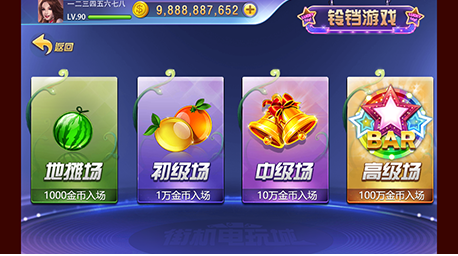 一二三四五六七八
LV.90
9,888,887,652
铃铛游戏
返回
BAR
地摊场
初级场
中级场
高级场
1000金币入场
1万金币入场
10万金币入场
100万金币入场